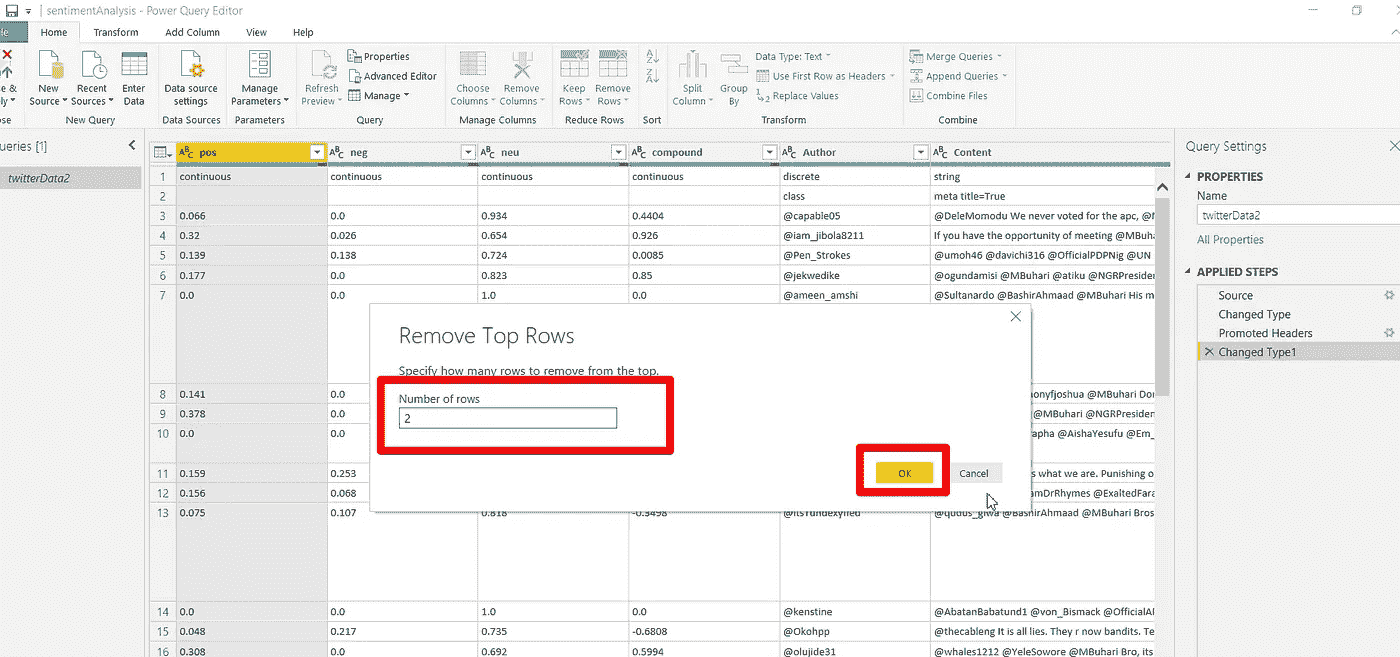 sentimentAnalysis - Power Query Editor
Home Transform Add Column View Help
New Source
Recent Sources
Enter Data
New Query
Data source settings
Data Sources
Manage Parameters
Parameters
Refresh Preview
Properties
Advanced Editor
Manage
Query
Choose Columns
Remove Columns
Manage Columns
Keep Rows
Remove Rows
Reduce Rows
Sort
Split Column
Group By
Data Type: Text
Use First Row as Headers
Replace Values
Transform
Merge Queries
Append Queries
Combine Files
Combine
ueries [1]
twitterData2
pos neg neu compound Author Content
1 continuous continuous continuous continuous discrete string
2 class meta title=True
3 0.066 0.0 0.934 0.4404 @capable05 @DeleMomodu We never voted for the apc,
4 0.32 0.026 0.654 0.926 @iam_jibola8211 If you have the opportunity of meeting @MBuha
5 0.139 0.138 0.724 0.0085 @Pen_Strokes @umoh46 @davichi316 @OfficialPDPNig @UN
6 0.177 0.0 0.823 0.85 @jekwedike @ogundamisi @MBuhari @atiku @NGRPresiden
7 0.0 0.0 1.0 0.0 @ameen_amshi @Sultanardo @BashirAhmaad @MBuhari His m
8 0.141 0.0 onyfjoshua @MBuhari Don
9 0.378 0.0 @MBuhari @NGRPresiden
10 0.0 0.0 apha @AishaYesufu @Em_
11 0.159 0.253 s what we are. Punishing o
12 0.156 0.068 amDrRhymes @ExaltedFara
13 0.075 0.107 0.818 -0.3498 @BashirAhmaad @MBuhari Bros
14 0.0 0.0 1.0 0.0 @kenstine @AbatanBabatund1 @von_Bismack @OfficialA
15 0.048 0.217 0.735 -0.6808 @Okohpp @thecableng It is all lies. They r now bandits. Te
16 0.308 0.0 0.692 0.5994 @olujide31 @whales1212 @YeleSowore @MBuhari Bro, its
Remove Top Rows
Specify how many rows to remove from the top.
Number of rows
2
OK Cancel
Query Settings
PROPERTIES
Name
twitterData2
All Properties
APPLIED STEPS
Source
Changed Type
Promoted Headers
Changed Type1